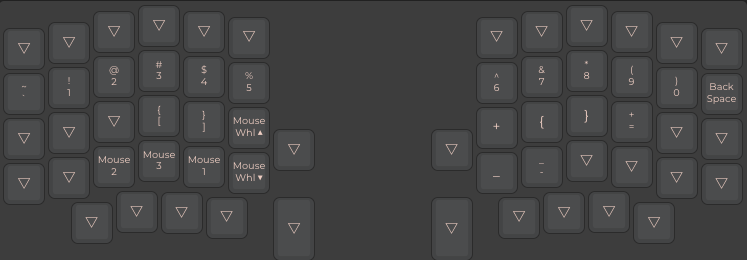 ~ ! @ # $ % ^ & * ( )
` 1 2 3 4 5 6 7 8 9 0 Back Space
{ } Mouse Whl ▲ + { } +
[ ] =
Mouse 2 Mouse 3 Mouse 1 Mouse Whl ▼ _ _
-